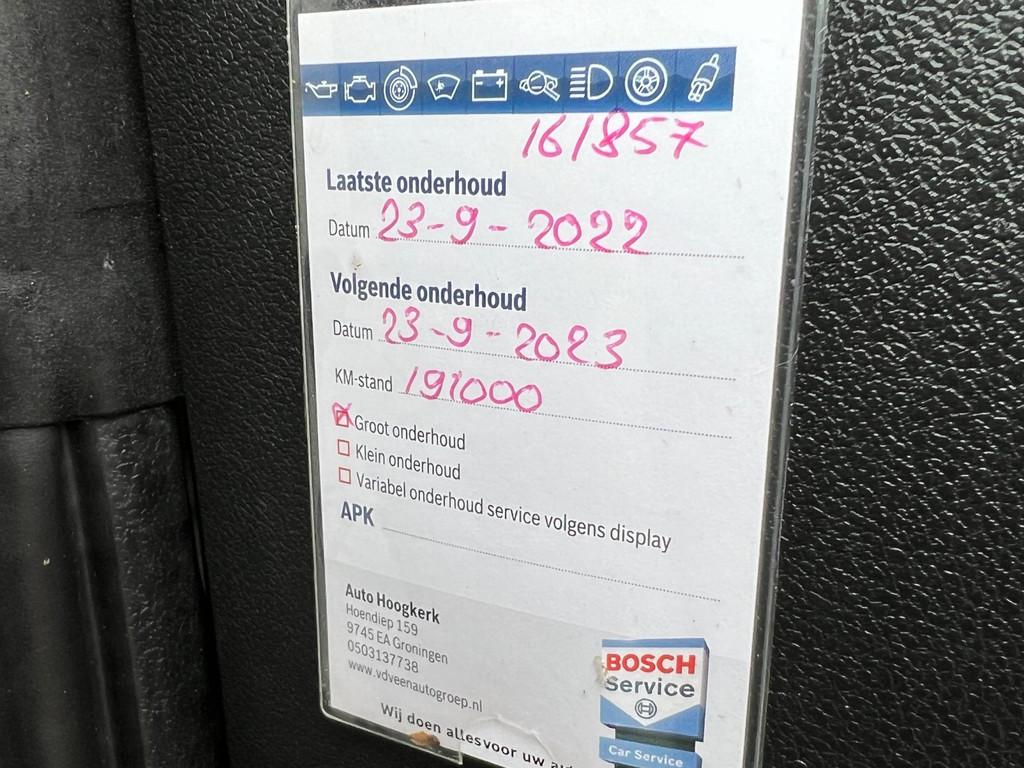 161857
Laatste onderhoud
Datum 23-9-2022
Volgende onderhoud
Datum 23-9-2023
KM-stand 191000
Groot onderhoud
Klein onderhoud
Variabel onderhoud service volgens display
APK
Auto Hoogkerk
Hoendiep 159
9745 EA Groningen
0503137738
www.vdveenautogroep.nl
Wij doen alles voor uw
BOSCH
Service
Car Service